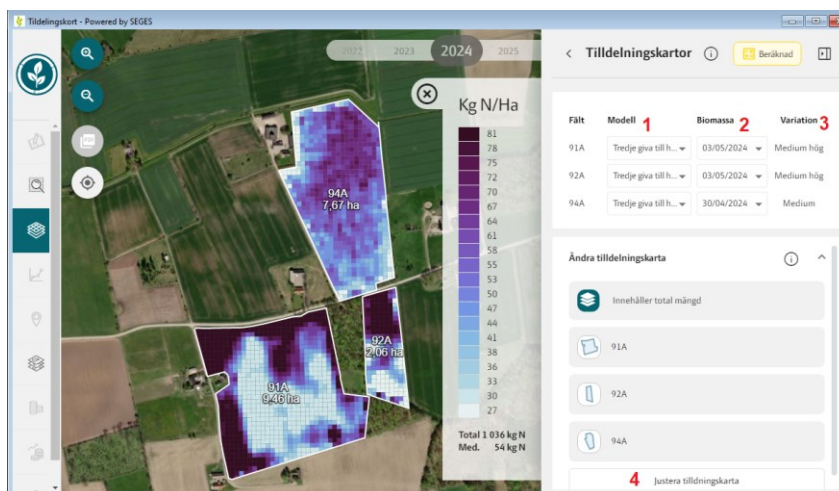 Tildelingskort - Powered by SEGES
2022 2023 2024 2025
Kg N/Ha
81
78
75
72
70
67
64
61
58
55
53
50
47
44
41
38
36
33
30
27
Total 1 036 kg N
Med. 54 kg N
94A
7,67 ha
92A
2,06 ha
91A
9,46 ha
Tilldelningskartor
Beräknad
Fält Modell 1 Biomassa 2 Variation 3
91A Tredje giva till h... 03/05/2024 Medium hög
92A Tredje giva till h... 03/05/2024 Medium hög
94A Tredje giva till h... 30/04/2024 Medium
Ändra tilldelningskarta
Innehåller total mängd
91A
92A
94A
4 Justera tilldningskarta